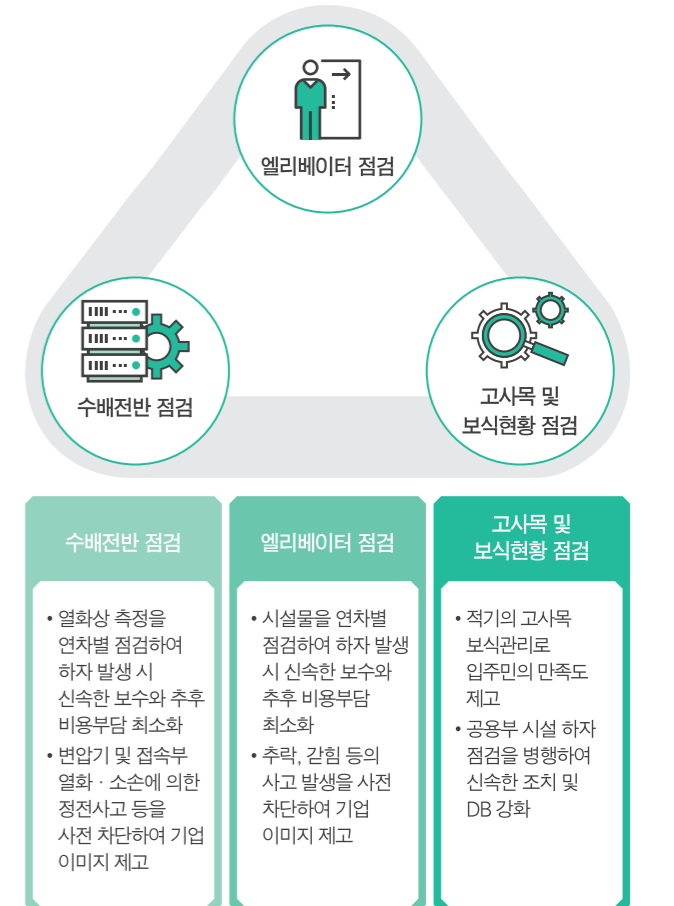 엘리베이터 점검
수배전반 점검
고사목 및
보식현황 점검
수배전반 점검
• 열화상 측정을
연차별 점검하여
하자 발생 시
신속한 보수와 추후
비용부담 최소화
• 변압기 및 접속부
열화 · 소손에 의한
정전사고 등을
사전 차단하여 기업
이미지 제고
엘리베이터 점검
• 시설물을 연차별
점검하여 하자 발생
시 신속한 보수와
추후 비용부담
최소화
• 추락, 갇힘 등의
사고 발생을 사전
차단하여 기업
이미지 제고
고사목 및
보식현황 점검
• 적기의 고사목
보식관리로
입주민의 만족도
제고
• 공용부 시설 하자
점검을 병행하여
신속한 조치 및
DB 강화